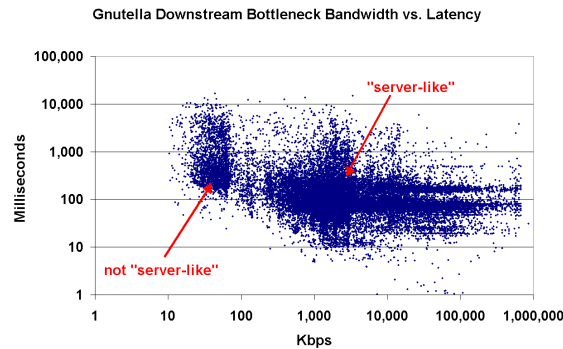 Gnutella Downstream Bottleneck Bandwidth vs. Latency
100,000
10,000
1,000
100
10
1
Milliseconds
"server-like"
not "server-like"
1
10
100
1,000
10,000
100,000
1,000,000
Kbps